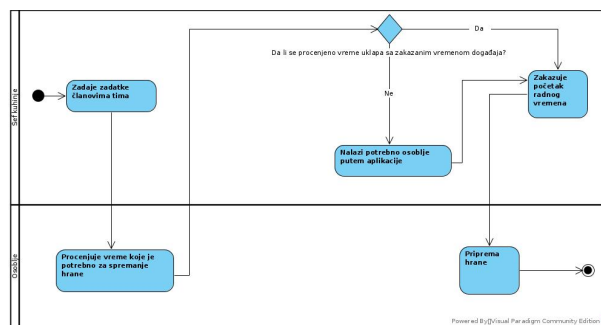 Da
Da li se procenjeno vreme uklapa sa zakazanim vremenom događaja?
Zadaje zadatke
članovima tima
Zakazuje
početak
radnog
vremena
Ne
Šef kuhinje
Nalazi potrebno osoblje
putem aplikacije
Procenjuje vreme koje je
potrebno za spremanje
hrane
Priprema
hrane
Osoblje
Powered By Visual Paradigm Community Edition